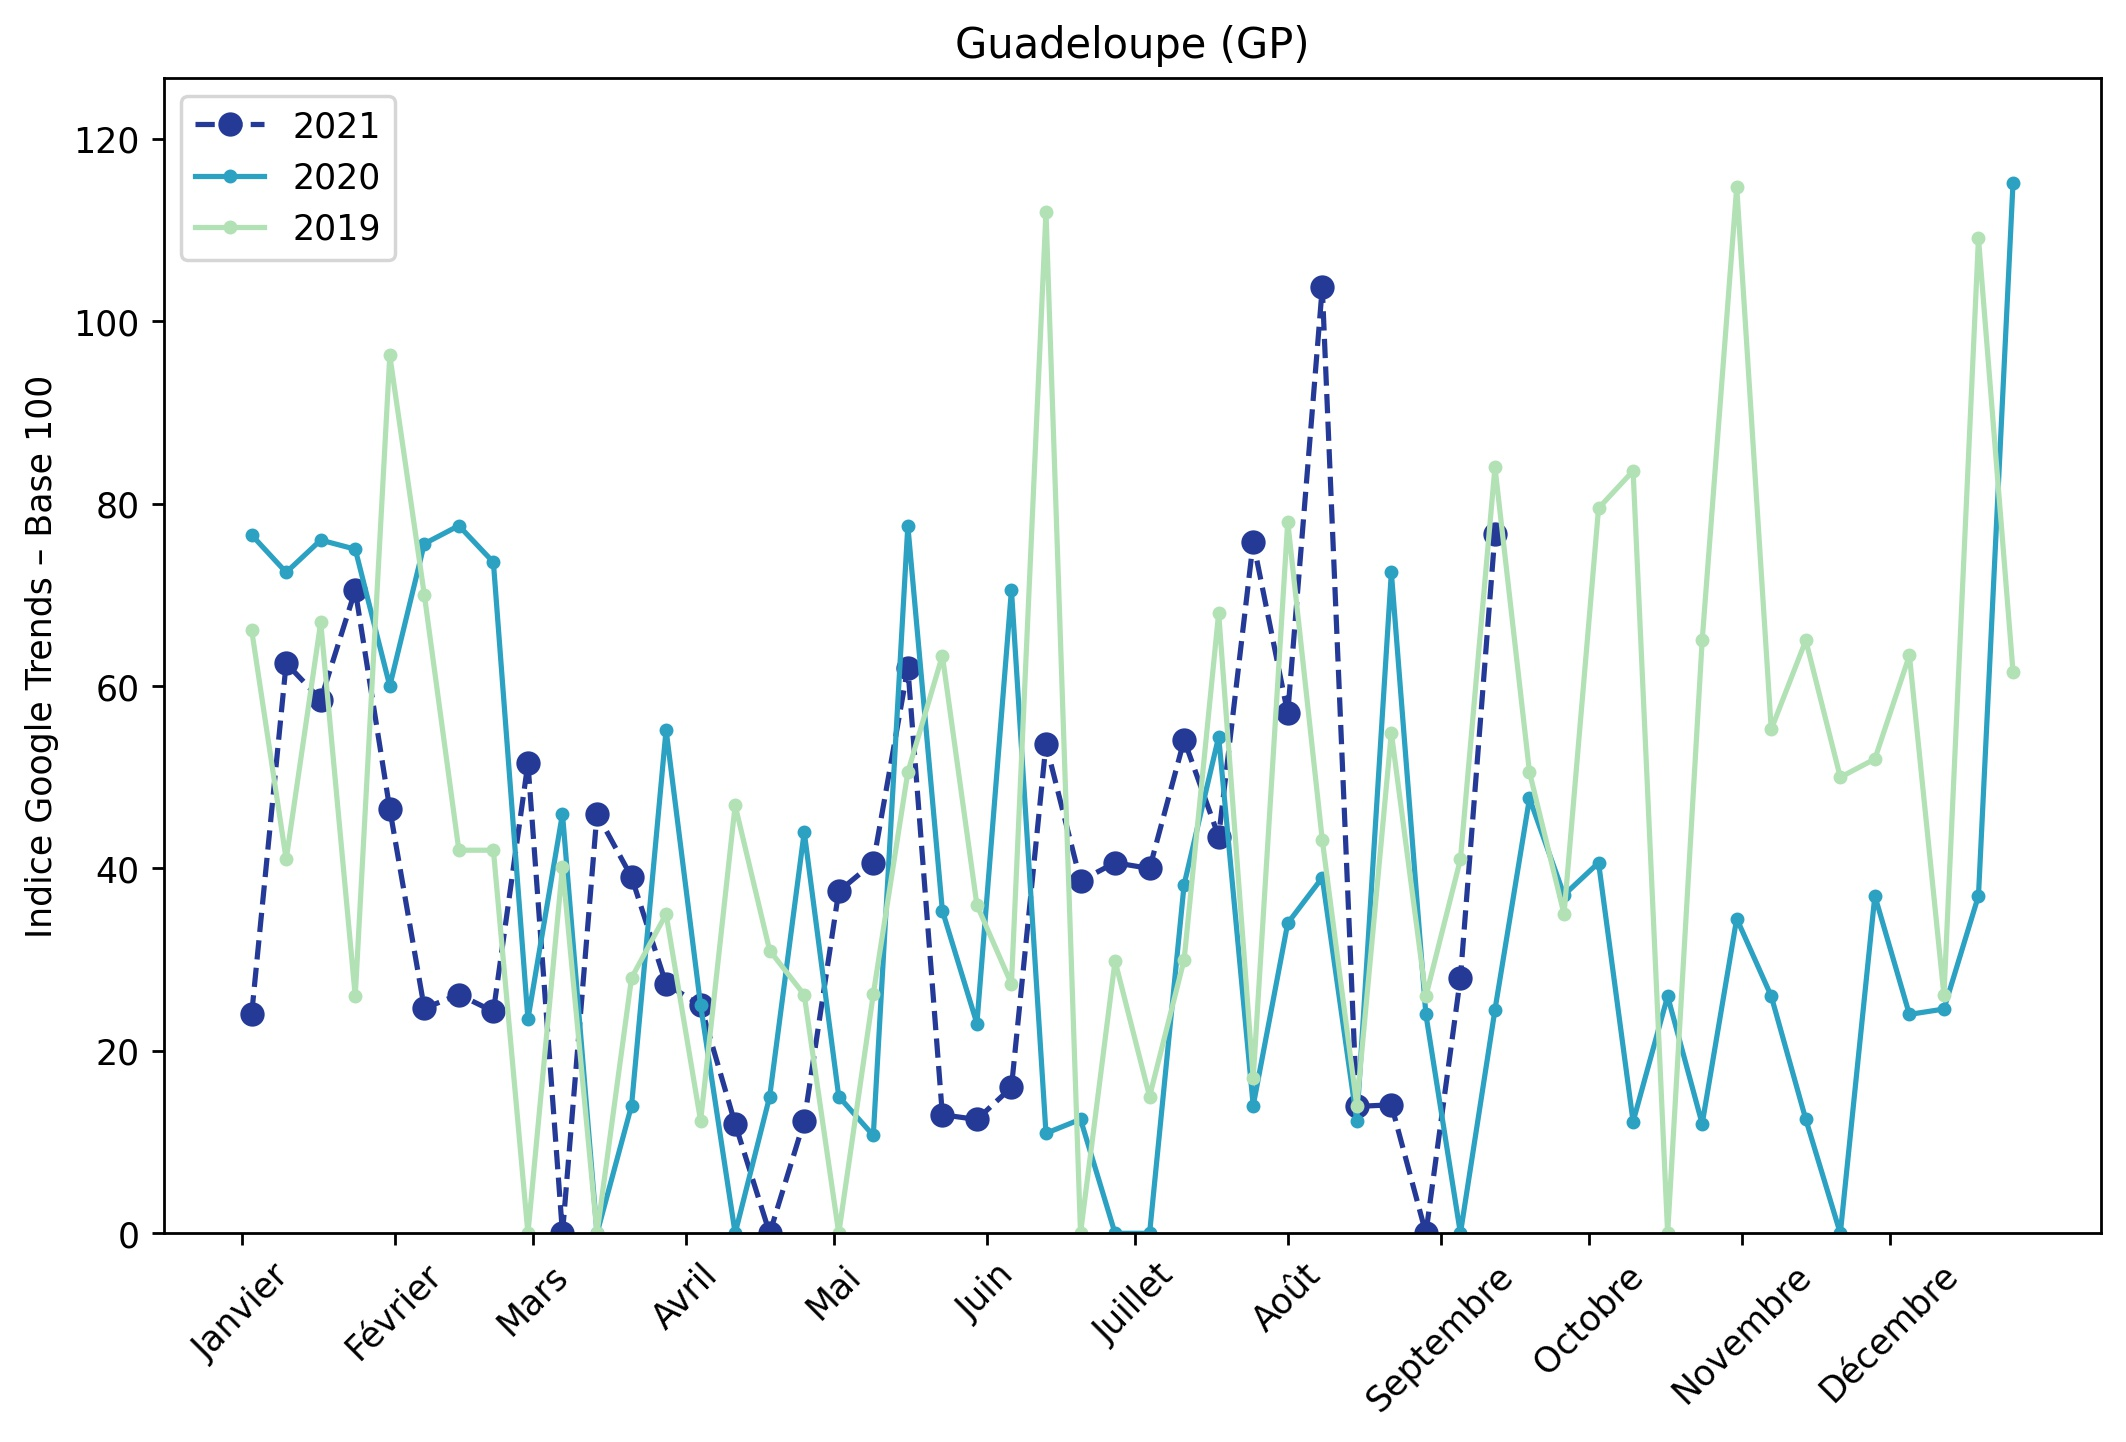 Guadeloupe (GP)
2021
2020
2019
Indice Google Trends – Base 100
120
100
80
60
40
20
0
Janvier
Février
Mars
Avril
Mai
Juin
Juillet
Août
Septembre
Octobre
Novembre
Décembre